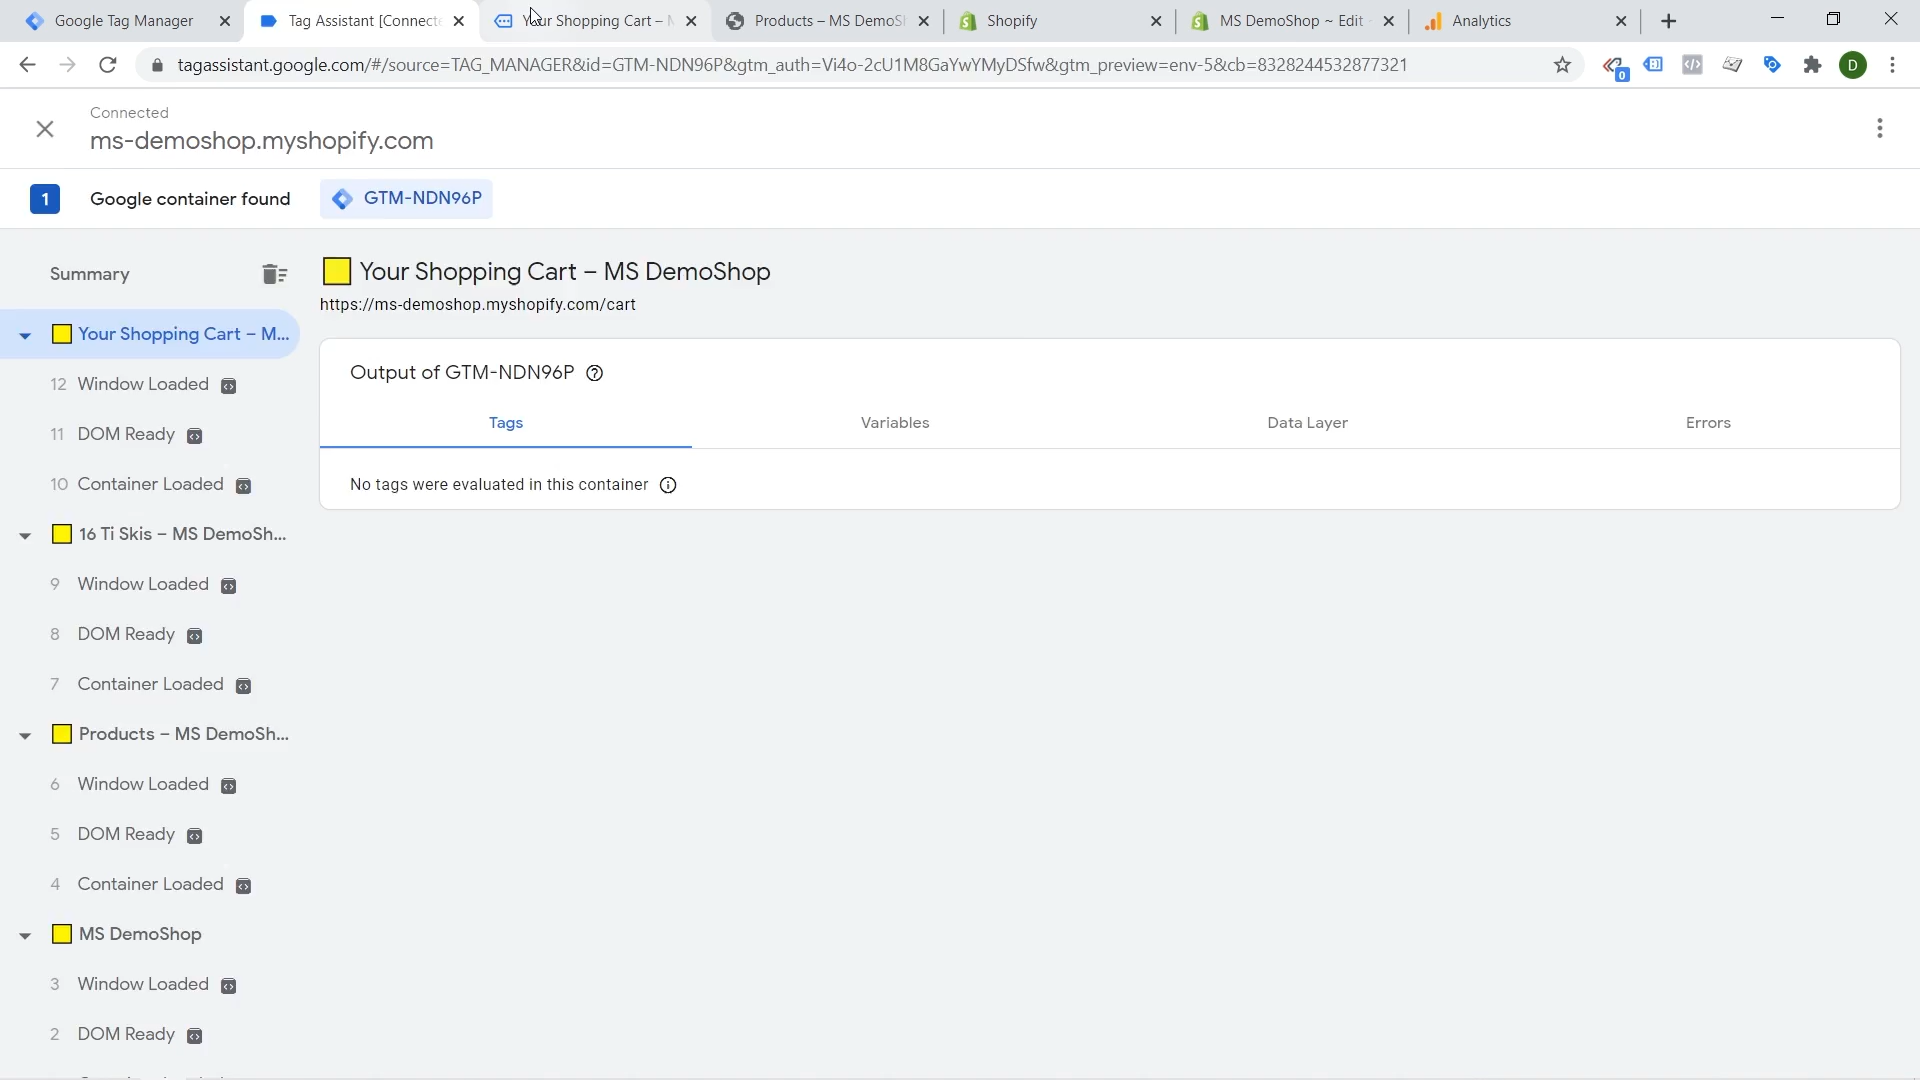 Google Tag Manager
Tag Assistant [Connecte
Your Shopping Cart – M
Products – MS DemoSh
Shopify
MS DemoShop ~ Edit
Analytics
tagassistant.google.com/#/source=TAG_MANAGER&id=GTM-NDN96P&gtm_auth=Vi4o-2cU1M8GaYwYMyDSfw&gtm_preview=env-5&cb=8328244532877321
0
D
Connected
ms-demoshop.myshopify.com
1
Google container found
GTM-NDN96P
Summary
Your Shopping Cart – M...
12 Window Loaded
11 DOM Ready
10 Container Loaded
16 Ti Skis – MS DemoSh...
9 Window Loaded
8 DOM Ready
7 Container Loaded
Products – MS DemoSh...
6 Window Loaded
5 DOM Ready
4 Container Loaded
MS DemoShop
3 Window Loaded
2 DOM Ready
Your Shopping Cart – MS DemoShop
https://ms-demoshop.myshopify.com/cart
Output of GTM-NDN96P
Tags
Variables
Data Layer
Errors
No tags were evaluated in this container